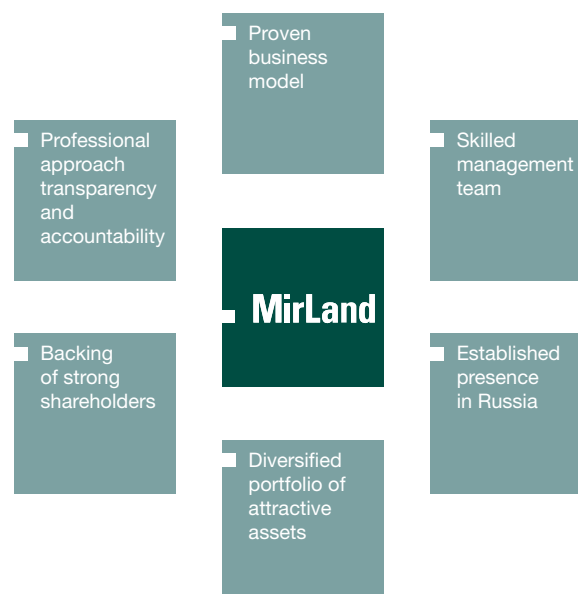 Proven
business
model
Professional
approach
transparency
and
accountability
Skilled
management
team
MirLand
Backing
of strong
shareholders
Established
presence
in Russia
Diversified
portfolio of
attractive
assets